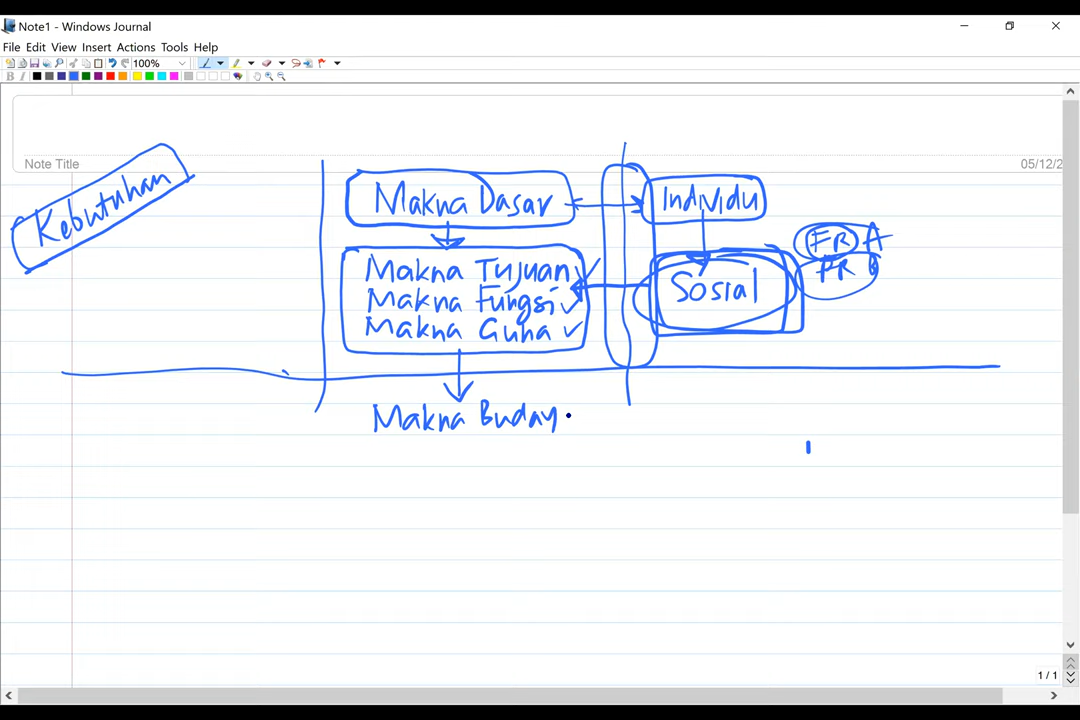 Note1 - Windows Journal
File Edit View Insert Actions Tools Help
100%
B I
Note Title
05/12/2
Kebutuhan
Makna Dasar
Individu
FR A
PR B
Makna Tujuan
Makna Fungsi
Makna Guna
Sosial
Makna Buday
1 / 1